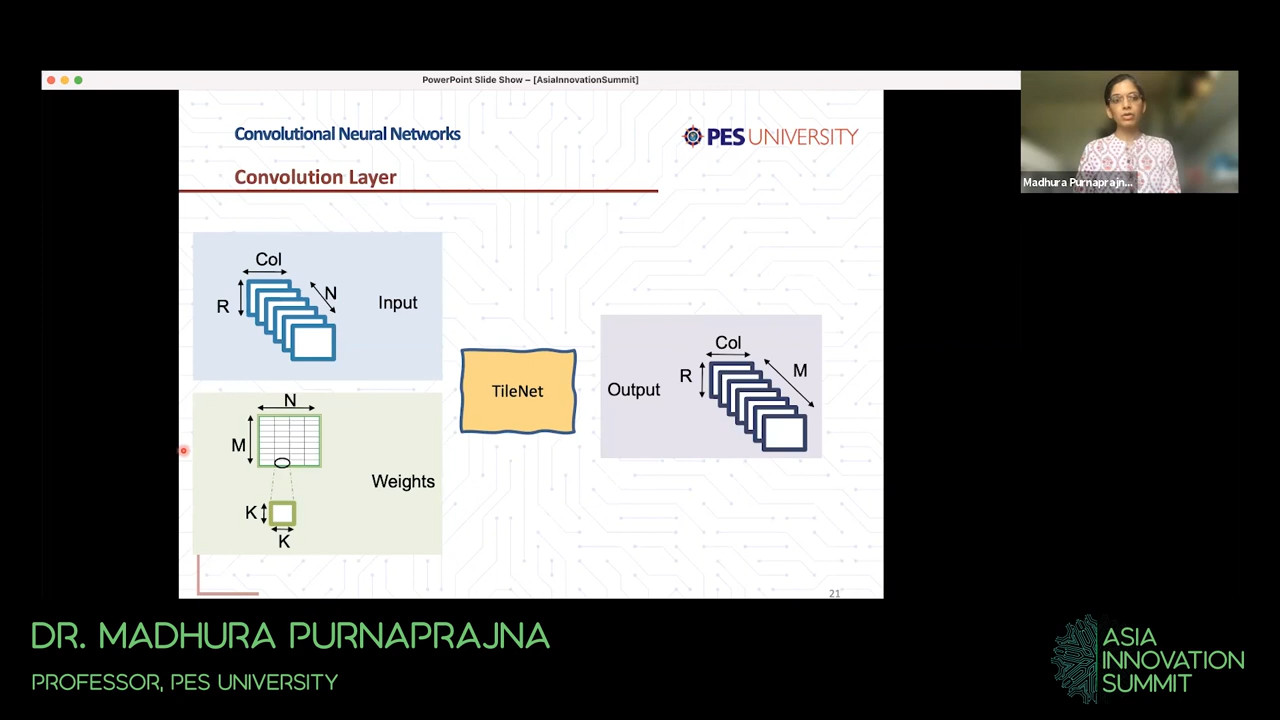 PowerPoint Slide Show – [AsiaInnovationSummit]
Convolutional Neural Networks
PES UNIVERSITY
Convolution Layer
Col
R
N
Input
N
M
K
K
Weights
TileNet
Col
R
M
Output
21
Madhura Purnaprajn...
DR. MADHURA PURNAPRAJNA
PROFESSOR, PES UNIVERSITY
ASIA
INNOVATION
SUMMIT